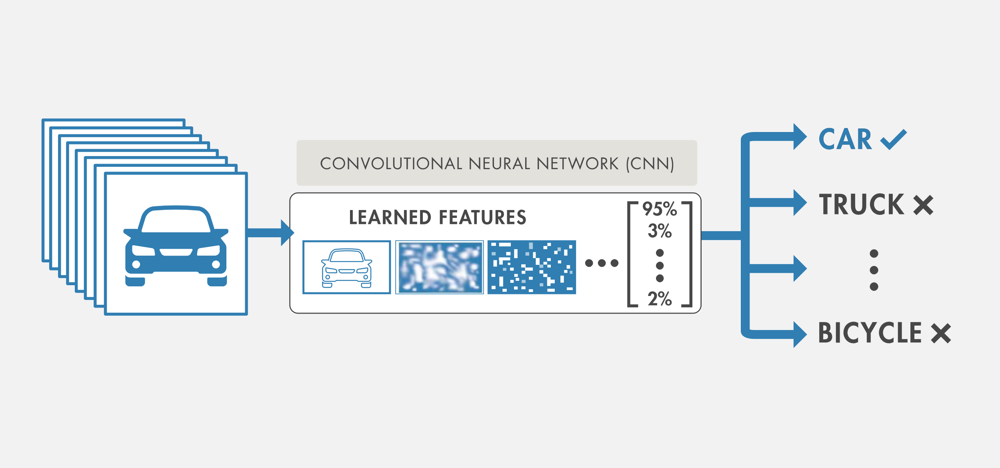 CONVOLUTIONAL NEURAL NETWORK (CNN)
LEARNED FEATURES
95%
3%
2%
CAR
TRUCK
BICYCLE